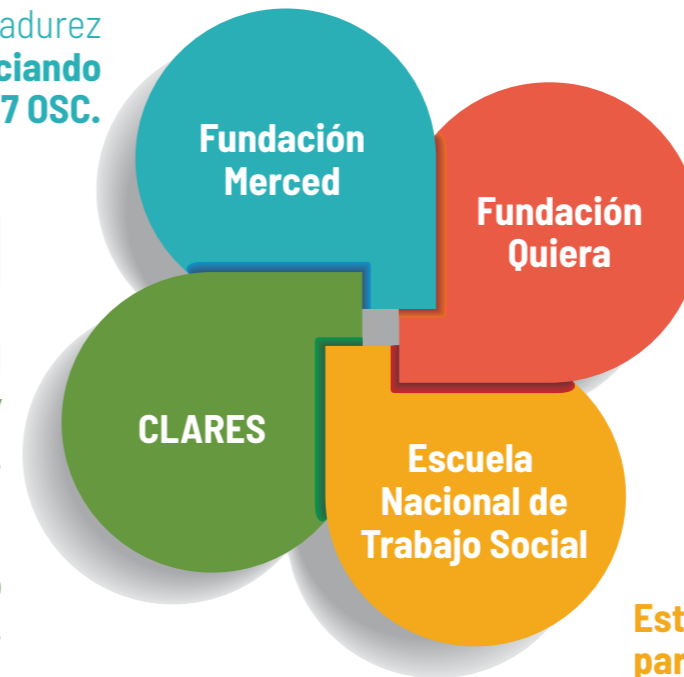 adurez
ciando
7 OSC.
Fundación
Merced
Fundación
Quiera
CLARES
Escuela
Nacional de
Trabajo Social
Est
par